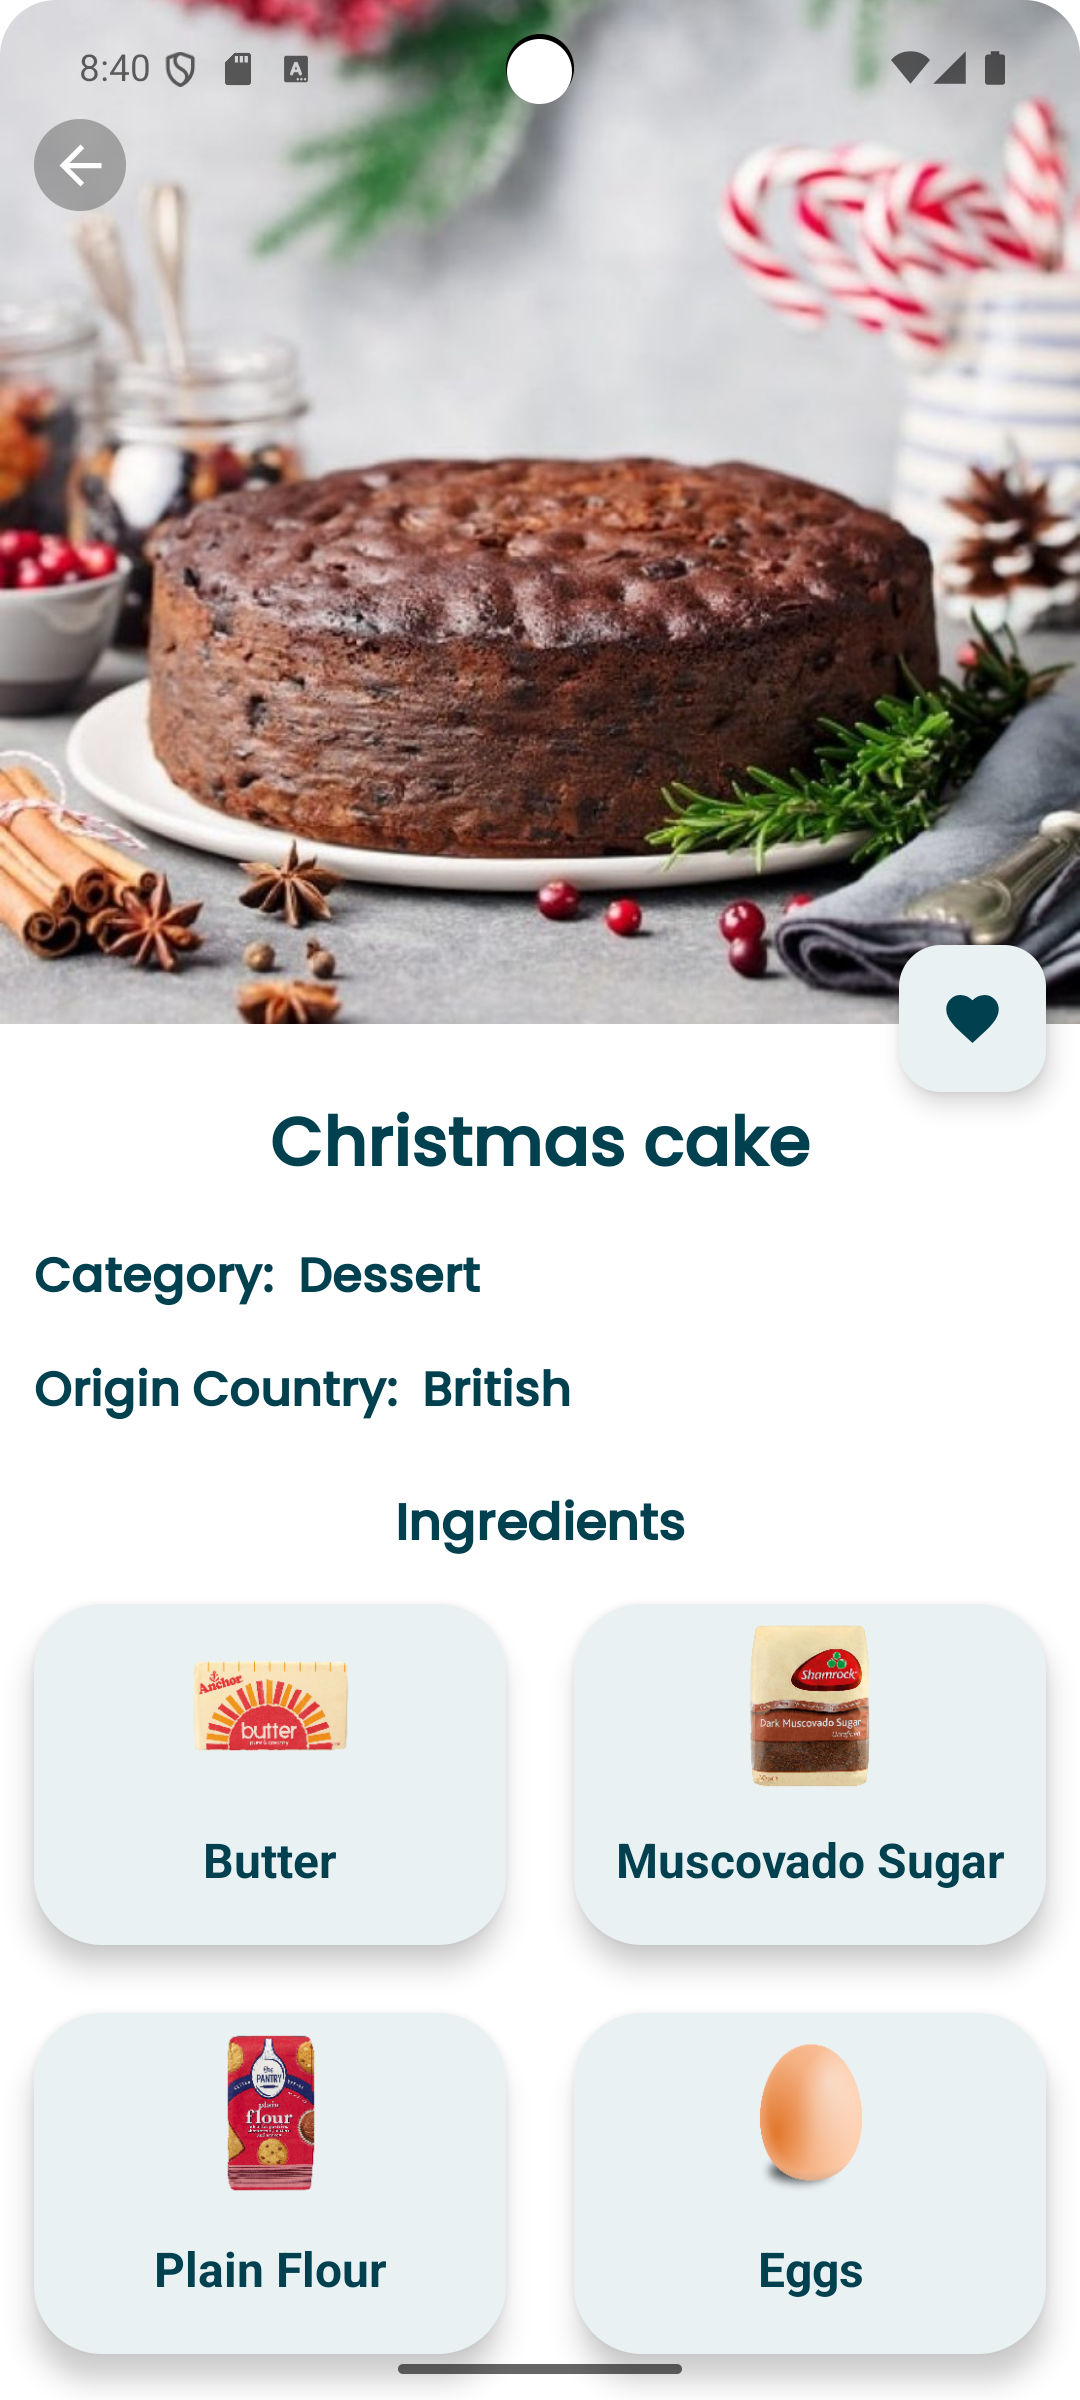 8:40
Christmas cake
Category: Dessert
Origin Country: British
Ingredients
Anchor
butter
Shamrock
Dark Muscovado Sugar
Butter
Muscovado Sugar
the
PANTRY
plain
flour
Plain Flour
Eggs